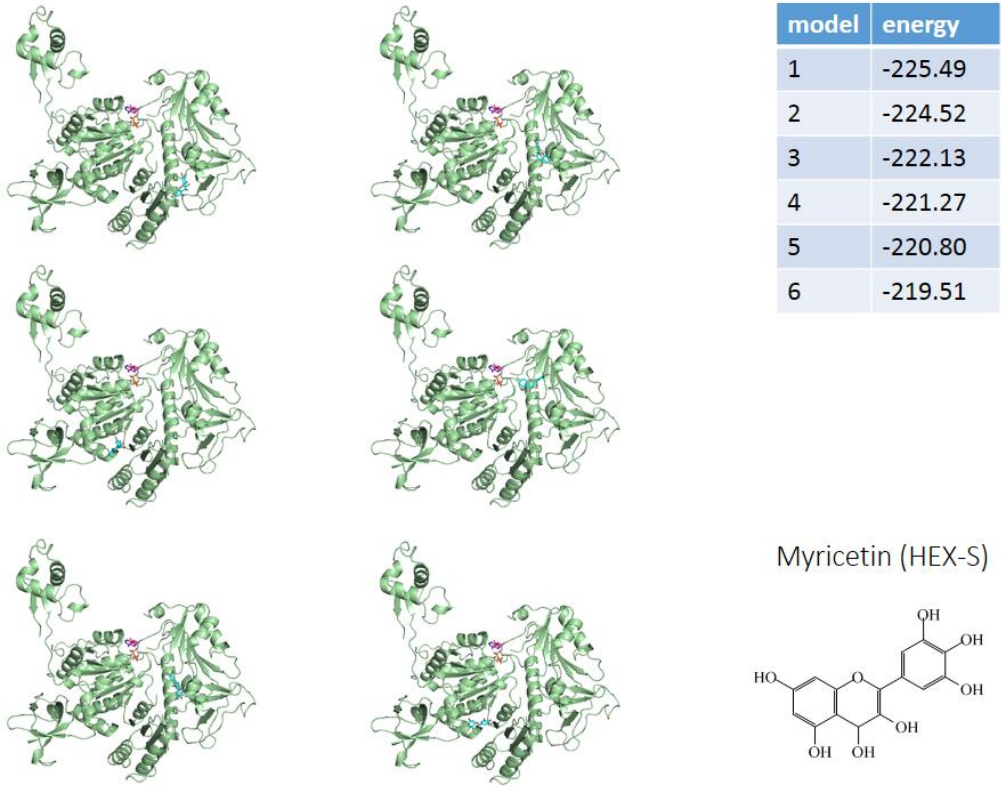 model energy
1 -225.49
2 -224.52
3 -222.13
4 -221.27
5 -220.80
6 -219.51
Myricetin (HEX-S)
OH
OH
HO
O
OH
OH
OH OH